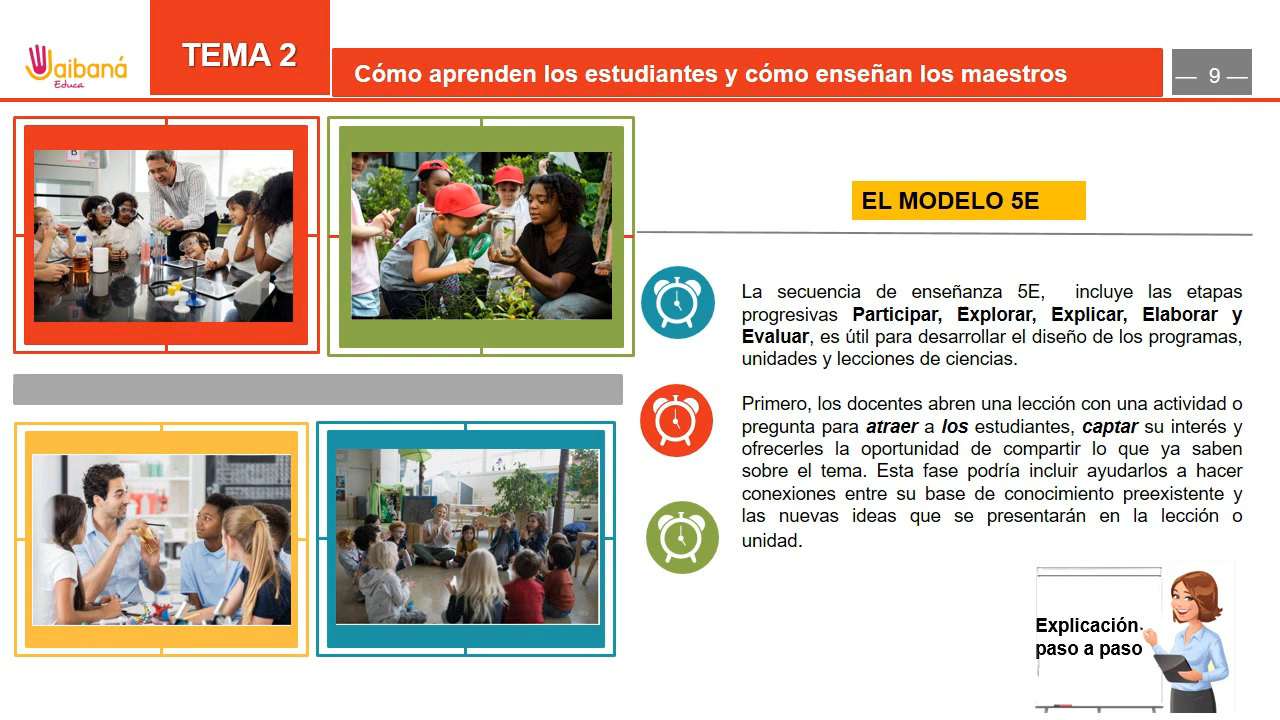 Uaibaná
Educa
TEMA 2
Cómo aprenden los estudiantes y cómo enseñan los maestros
— 9 —
B
EL MODELO 5E
La secuencia de enseñanza 5E, incluye las etapas
progresivas Participar, Explorar, Explicar, Elaborar y
Evaluar, es útil para desarrollar el diseño de los programas,
unidades y lecciones de ciencias.
Primero, los docentes abren una lección con una actividad o
pregunta para atraer a los estudiantes, captar su interés y
ofrecerles la oportunidad de compartir lo que ya saben
sobre el tema. Esta fase podría incluir ayudarlos a hacer
conexiones entre su base de conocimiento preexistente y
las nuevas ideas que se presentarán en la lección o
unidad.
Explicación
paso a paso